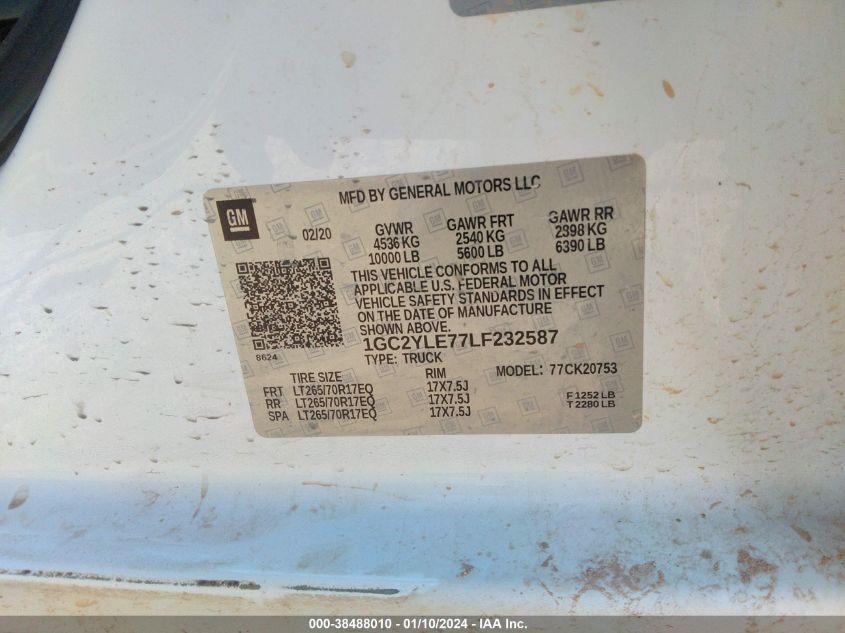 MFD BY GENERAL MOTORS LLC
GM
02/20
GVWR GAWR FRT GAWR RR
4536 KG 2540 KG 2898 KG
10000 LB 5600 LB 6390 LB
THIS VEHICLE CONFORMS TO ALL
APPLICABLE U.S. FEDERAL MOTOR
VEHICLE SAFETY STANDARDS IN EFFECT
ON THE DATE OF MANUFACTURE
SHOWN ABOVE.
8624
1GC2YLE77LF232587
TYPE: TRUCK
MODEL: 77CK20753
TIRE SIZE RIM
FRT LT265/70R17EQ 17X7.5J
RR LT265/70R17EQ 17X7.5J
SPA LT265/70R17EQ 17X7.5J
F 1252 LB
T 2280 LB
000-38488010 - 01/10/2024 - IAA Inc.